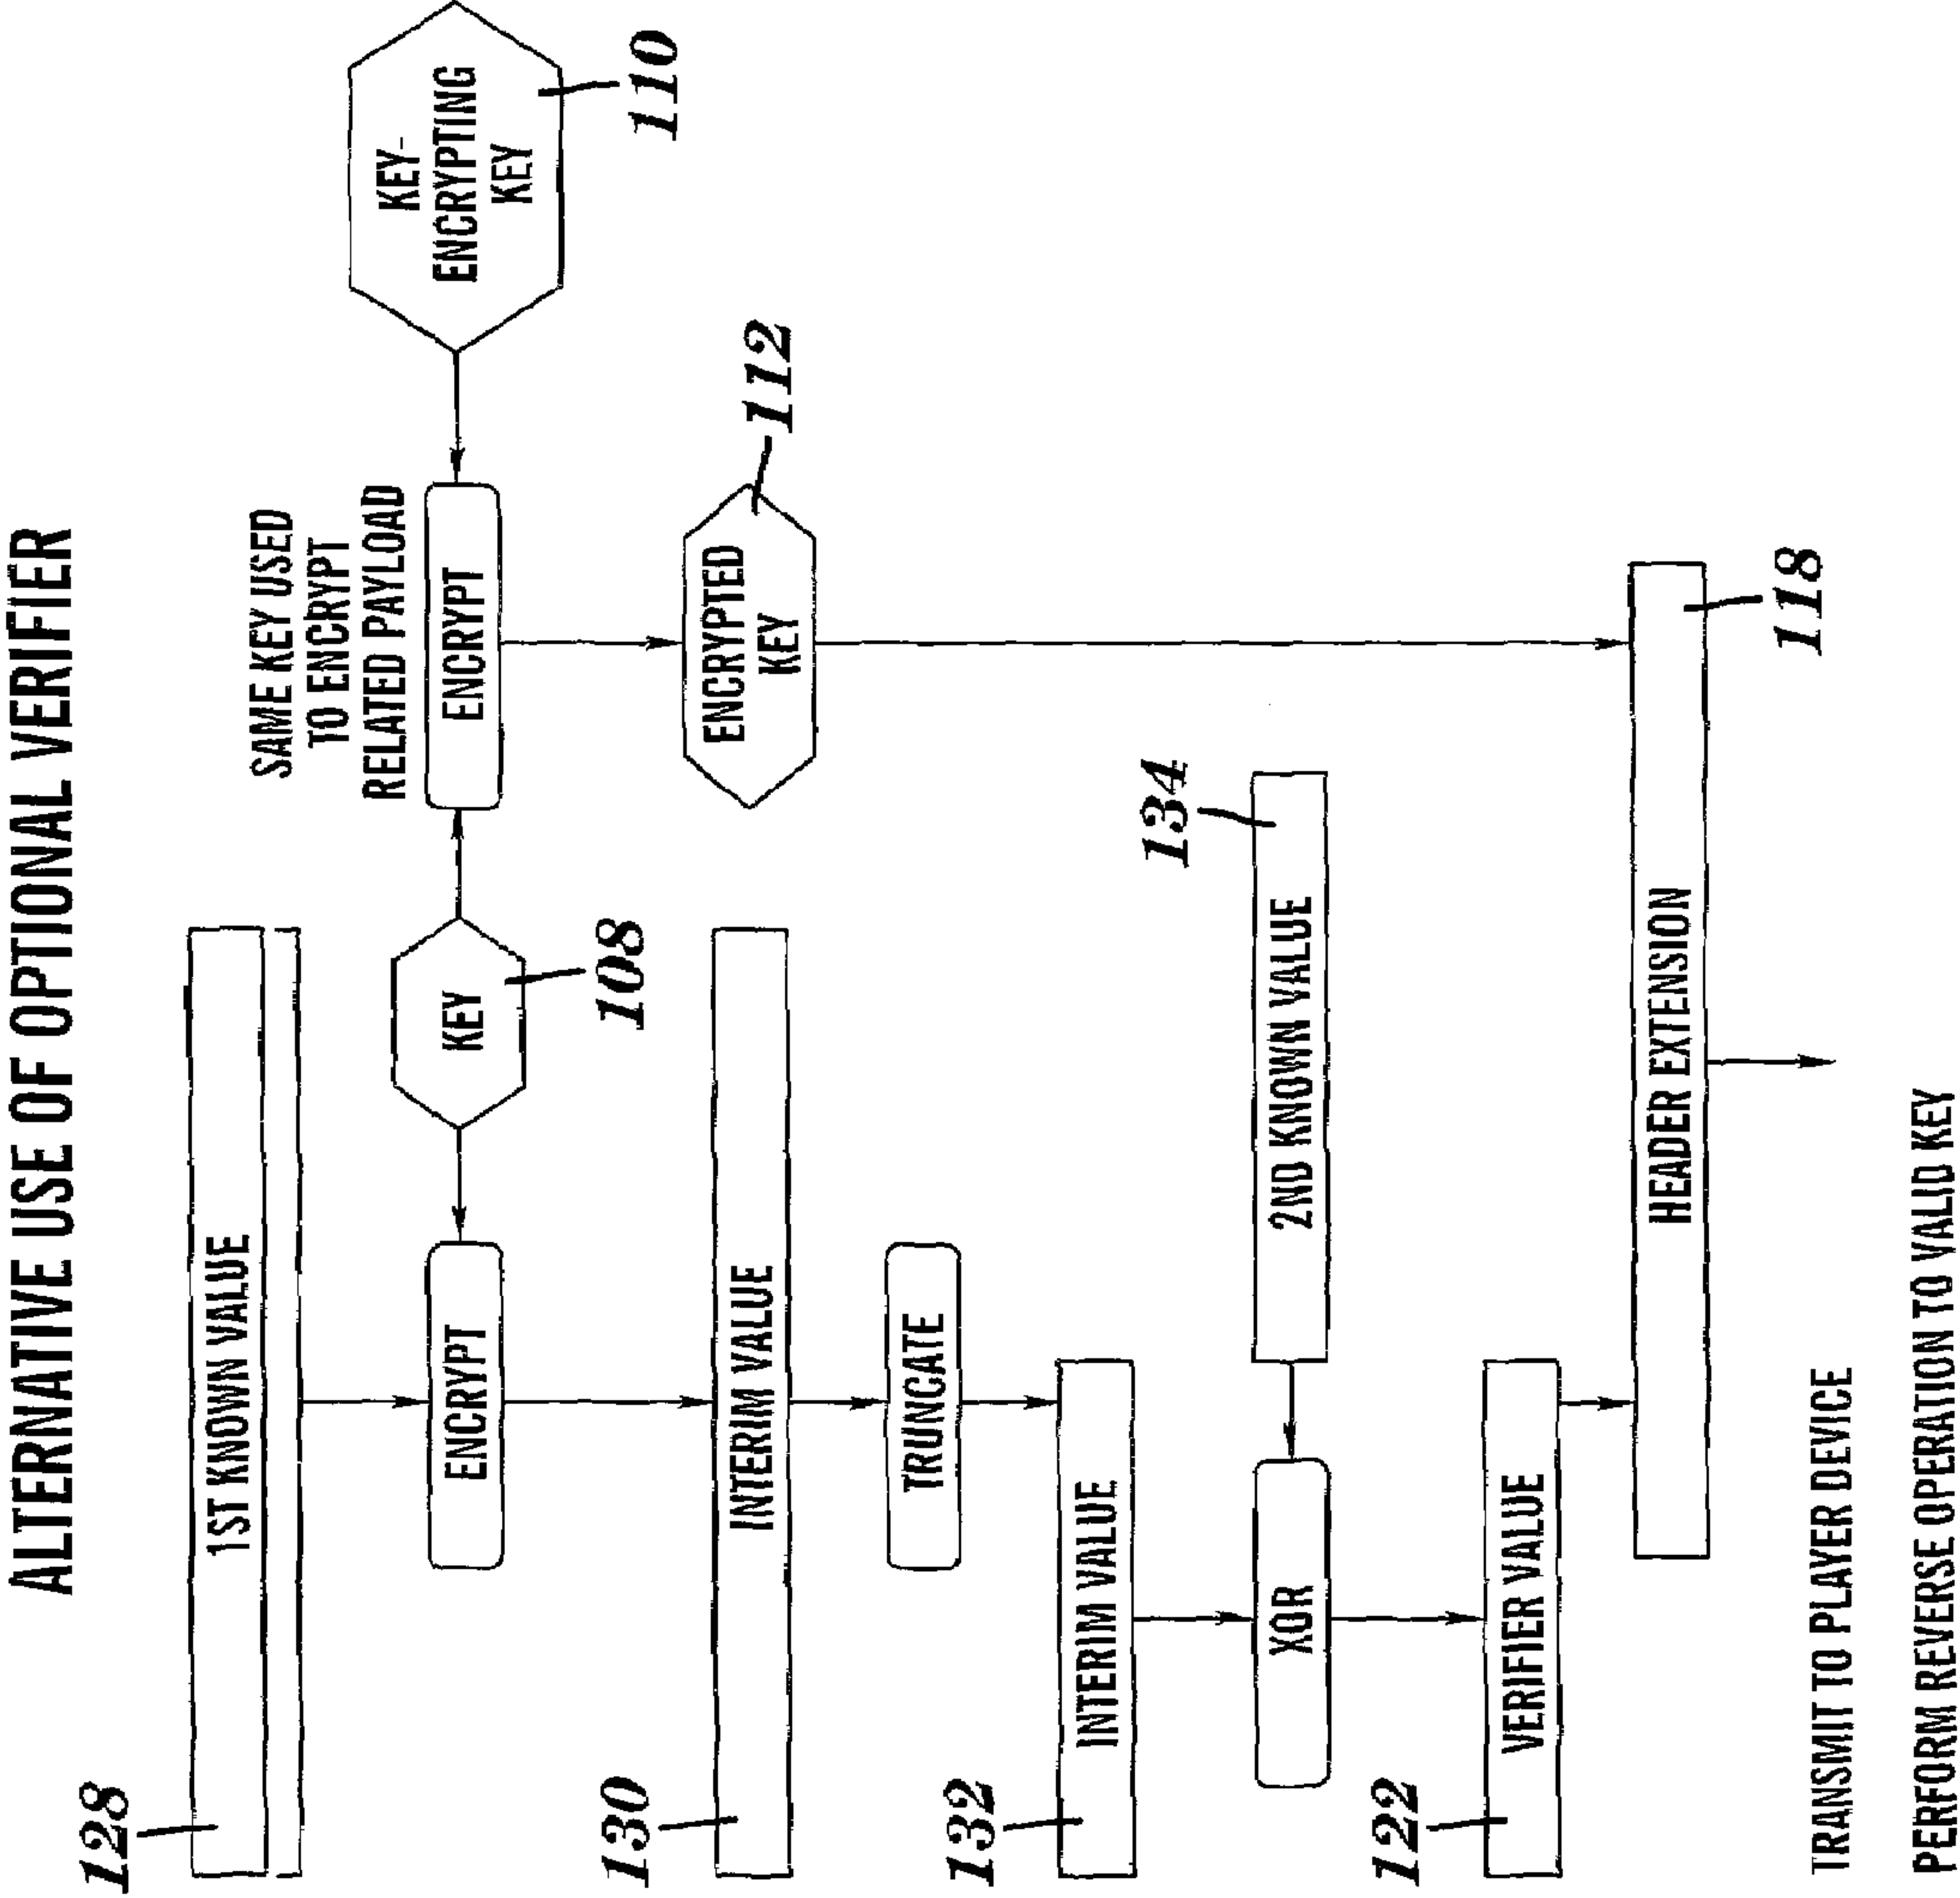 ALTERNATIVE USE OF OPTIONAL VERIFIER
128
1ST KNOWN VALUE
SAME KEY USED
TO ENCRYPT
RELATED PAYLOAD
ENCRYPT
KEY
108
ENCRYPT
KEY-
ENCRYPTING
KEY
110
130
INTERIM VALUE
ENCRYPTED
KEY
112
TRUNCATE
132
INTERIM VALUE
134
2ND KNOWN VALUE
XOR
122
VERIFIER VALUE
HEADER EXTENSION
118
TRANSMIT TO PLAYER DEVICE
PERFORM REVERSE OPERATION TO VALID KEY